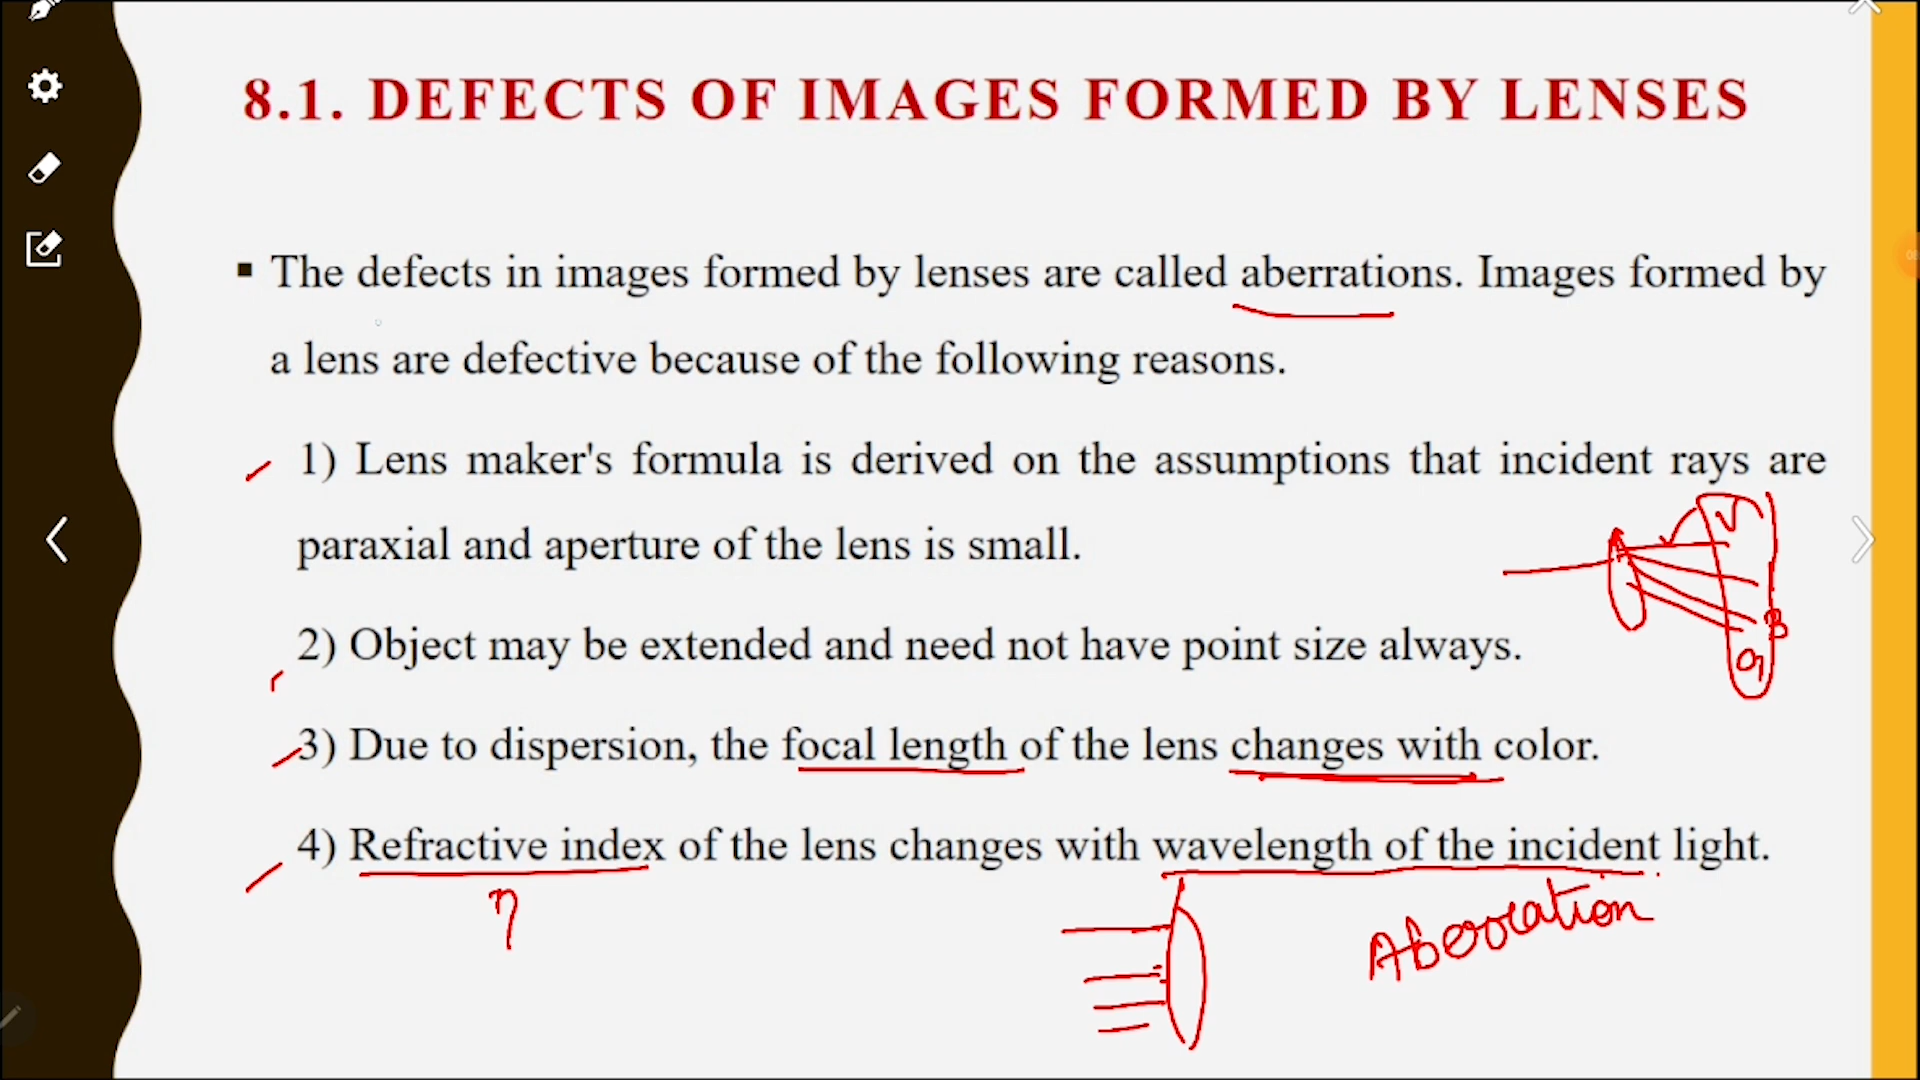 8.1. DEFECTS OF IMAGES FORMED BY LENSES
▪ The defects in images formed by lenses are called aberrations. Images formed by
a lens are defective because of the following reasons.
1) Lens maker's formula is derived on the assumptions that incident rays are
paraxial and aperture of the lens is small.
V
2) Object may be extended and need not have point size always.
B
3) Due to dispersion, the focal length of the lens changes with color.
4) Refractive index of the lens changes with wavelength of the incident light.
η
Aberration